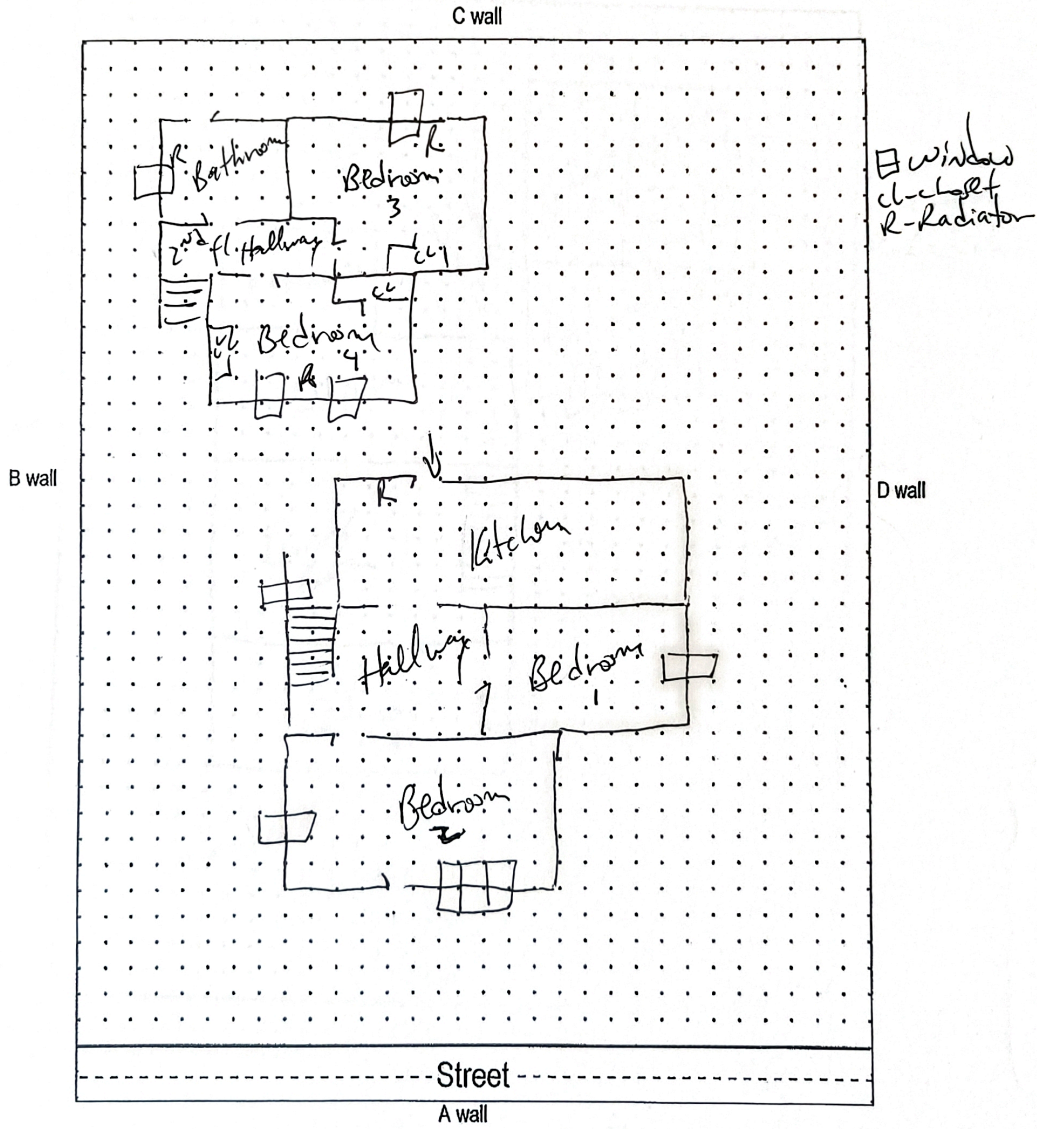 C wall
window
cl-closet
R-Radiator
R
Bathroom
R
Bedroom
3
2nd fl. Hallway
CL
CL
CL
Bedroom
4
R
B wall
D wall
R
Kitchen
Hallway
Bedroom
1
Bedroom
2
Street
A wall